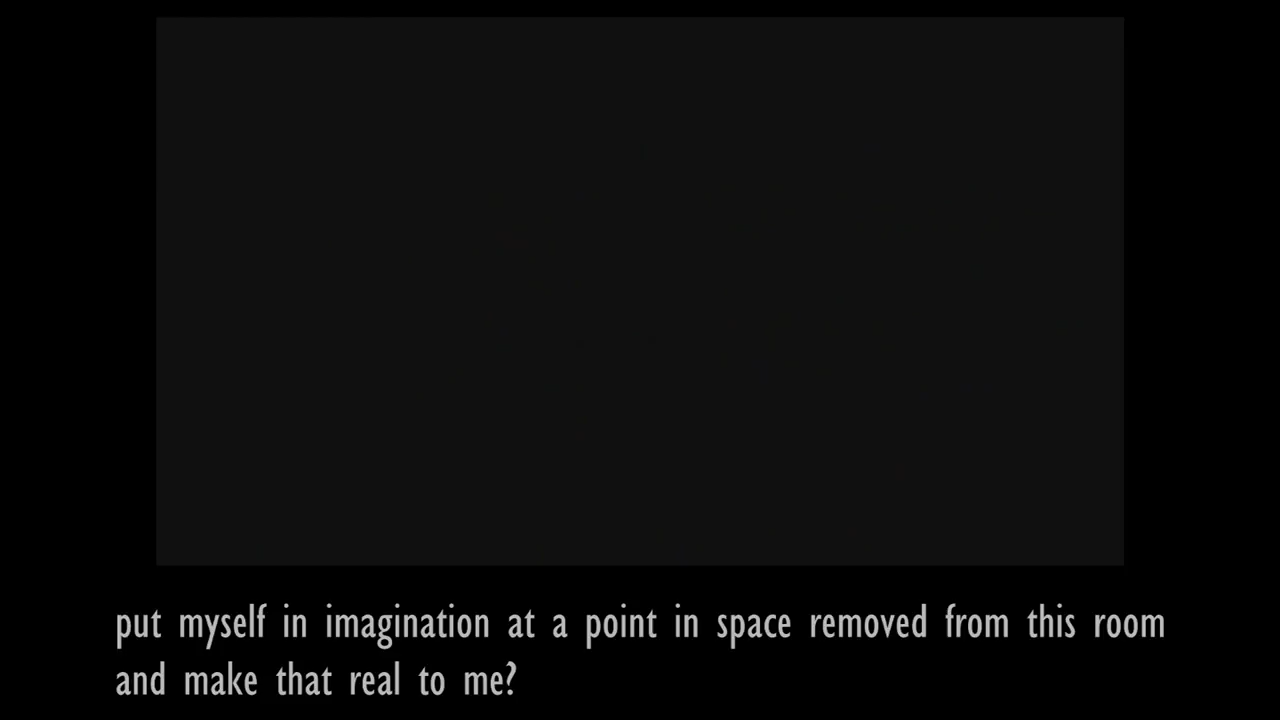 put myself in imagination at a point in space removed from this room
and make that real to me?